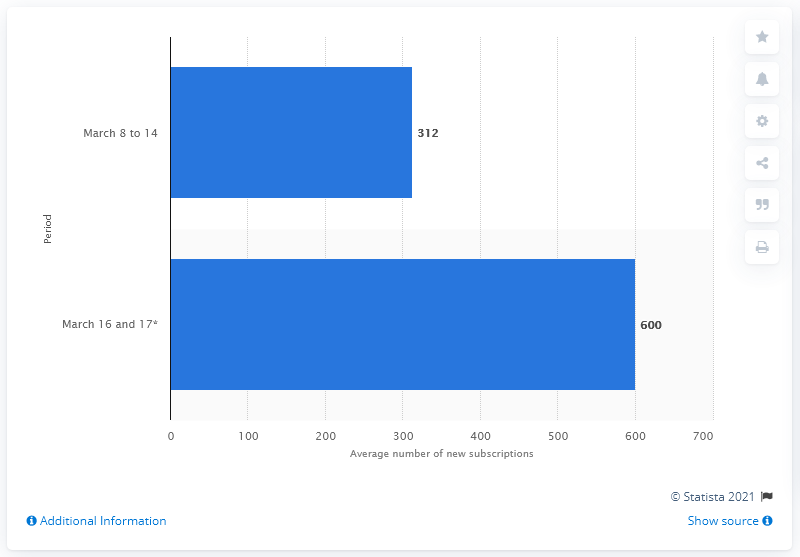 March 8 to 14
312
Period
March 16 and 17*
600
0 100 200 300 400 500 600 700
Average number of new subscriptions
© Statista 2021
Additional Information
Show source